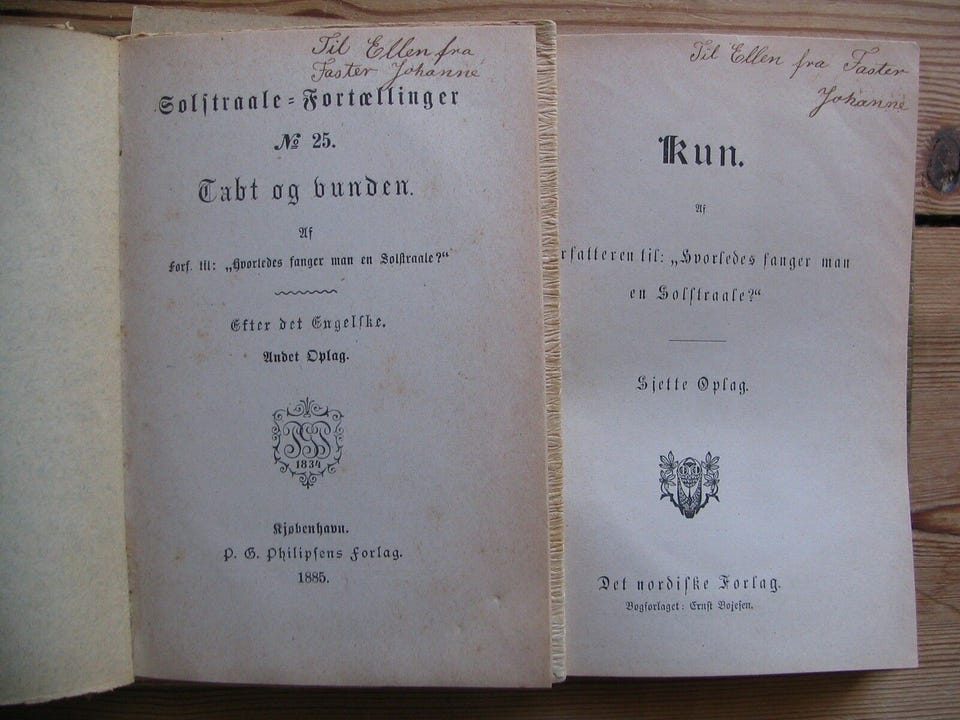 Til Ellen fra
Faster Johanne
Solstraale=Fortællinger
№ 25.
Tabt og vunden.
Af
Forf. til: „Hvorledes fanger man en Solstraale?“
Efter det Engelske.
Andet Oplag.
1834
Kjøbenhavn.
P. G. Philipsens Forlag.
1885.
Til Ellen fra Faster
Johanne
Kun.
Af
rfatteren til: „Hvorledes fanger man
en Solstraale?“
Sjette Oplag.
Det nordiske Forlag.
Bogforlaget: Ernst Bojesen.